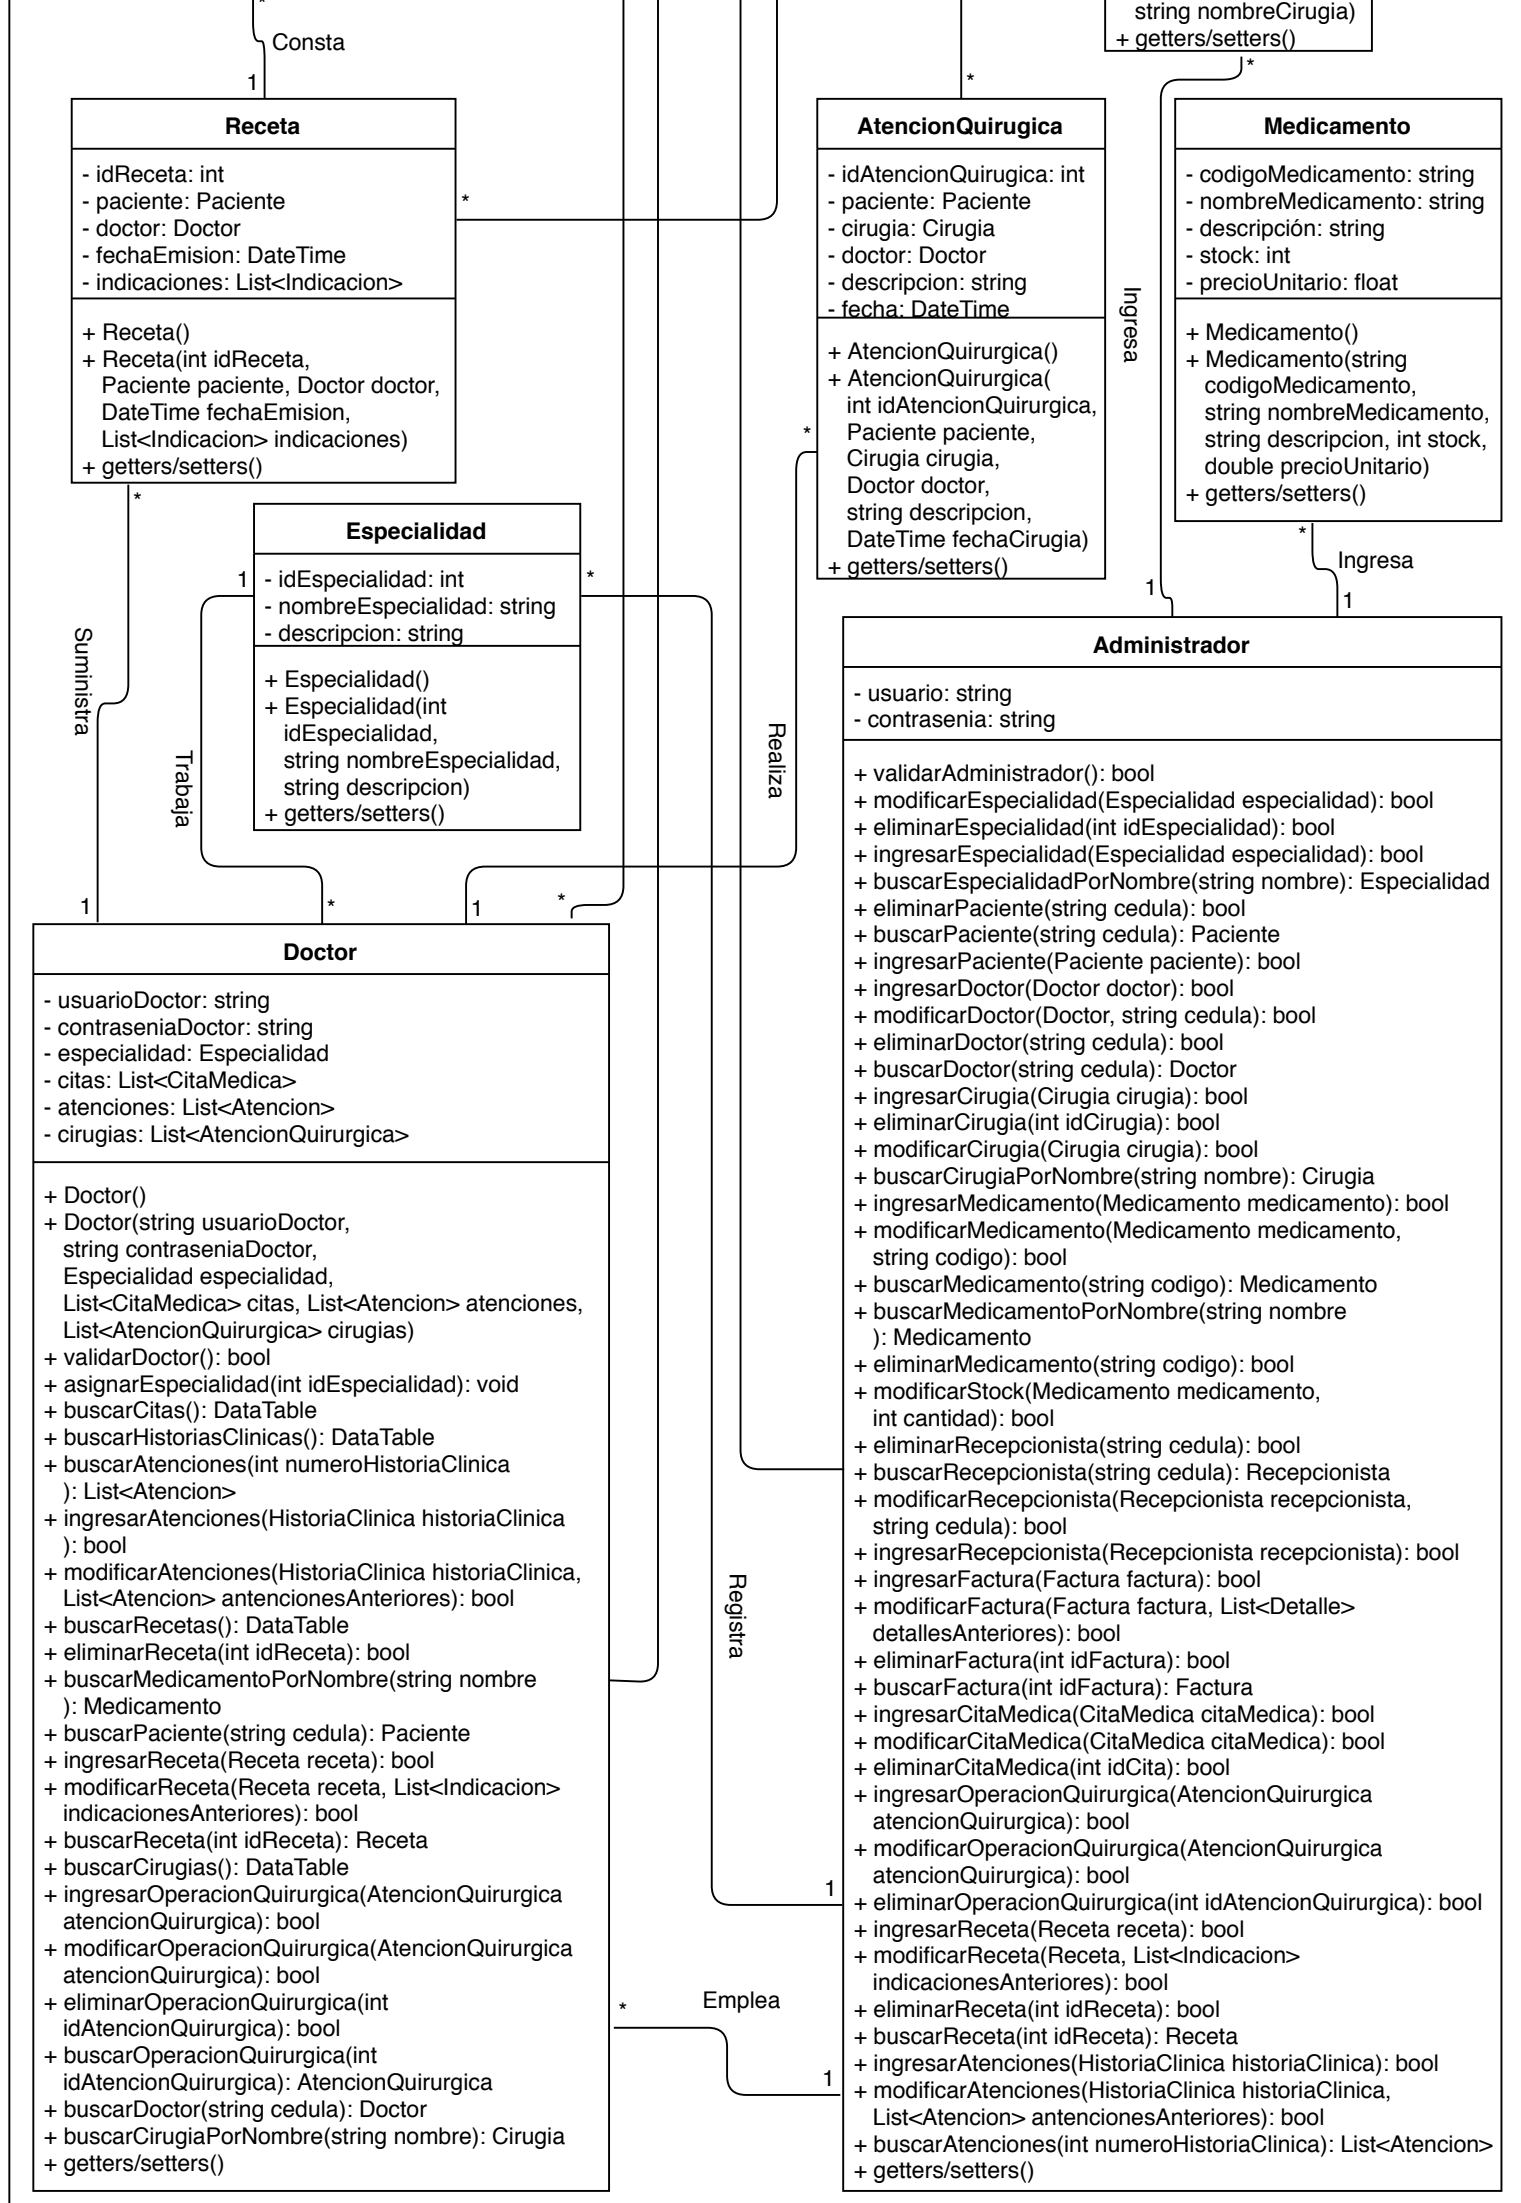 string nombreCirugia)
+ getters/setters()
*
Consta
1
*
*
Receta
- idReceta: int
- paciente: Paciente
- doctor: Doctor
- fechaEmision: DateTime
- indicaciones: List<Indicacion>
+ Receta()
+ Receta(int idReceta,
Paciente paciente, Doctor doctor,
DateTime fechaEmision,
List<Indicacion> indicaciones)
+ getters/setters()
*
*
AtencionQuirugica
- idAtencionQuirugica: int
- paciente: Paciente
- cirugia: Cirugia
- doctor: Doctor
- descripcion: string
- fecha: DateTime
+ AtencionQuirurgica()
+ AtencionQuirurgica(
int idAtencionQuirurgica,
Paciente paciente,
Cirugia cirugia,
Doctor doctor,
string descripcion,
DateTime fechaCirugia)
+ getters/setters()
*
Ingresa
1
Medicamento
- codigoMedicamento: string
- nombreMedicamento: string
- descripción: string
- stock: int
- precioUnitario: float
+ Medicamento()
+ Medicamento(string
codigoMedicamento,
string nombreMedicamento,
string descripcion, int stock,
double precioUnitario)
+ getters/setters()
*
Ingresa
1
Especialidad
- idEspecialidad: int
- nombreEspecialidad: string
- descripcion: string
+ Especialidad()
+ Especialidad(int
idEspecialidad,
string nombreEspecialidad,
string descripcion)
+ getters/setters()
1
*
Suministra
Trabaja
Realiza
1
*
1
*
Doctor
- usuarioDoctor: string
- contraseniaDoctor: string
- especialidad: Especialidad
- citas: List<CitaMedica>
- atenciones: List<Atencion>
- cirugias: List<AtencionQuirurgica>
+ Doctor()
+ Doctor(string usuarioDoctor,
string contraseniaDoctor,
Especialidad especialidad,
List<CitaMedica> citas, List<Atencion> atenciones,
List<AtencionQuirurgica> cirugias)
+ validarDoctor(): bool
+ asignarEspecialidad(int idEspecialidad): void
+ buscarCitas(): DataTable
+ buscarHistoriasClinicas(): DataTable
+ buscarAtenciones(int numeroHistoriaClinica
): List<Atencion>
+ ingresarAtenciones(HistoriaClinica historiaClinica
): bool
+ modificarAtenciones(HistoriaClinica historiaClinica,
List<Atencion> antencionesAnteriores): bool
+ buscarRecetas(): DataTable
+ eliminarReceta(int idReceta): bool
+ buscarMedicamentoPorNombre(string nombre
): Medicamento
+ buscarPaciente(string cedula): Paciente
+ ingresarReceta(Receta receta): bool
+ modificarReceta(Receta receta, List<Indicacion>
indicacionesAnteriores): bool
+ buscarReceta(int idReceta): Receta
+ buscarCirugias(): DataTable
+ ingresarOperacionQuirurgica(AtencionQuirurgica
atencionQuirurgica): bool
+ modificarOperacionQuirurgica(AtencionQuirurgica
atencionQuirurgica): bool
+ eliminarOperacionQuirurgica(int
idAtencionQuirurgica): bool
+ buscarOperacionQuirurgica(int
idAtencionQuirurgica): AtencionQuirurgica
+ buscarDoctor(string cedula): Doctor
+ buscarCirugiaPorNombre(string nombre): Cirugia
+ getters/setters()
Registra
1
*
Emplea
1
Administrador
- usuario: string
- contrasenia: string
+ validarAdministrador(): bool
+ modificarEspecialidad(Especialidad especialidad): bool
+ eliminarEspecialidad(int idEspecialidad): bool
+ ingresarEspecialidad(Especialidad especialidad): bool
+ buscarEspecialidadPorNombre(string nombre): Especialidad
+ eliminarPaciente(string cedula): bool
+ buscarPaciente(string cedula): Paciente
+ ingresarPaciente(Paciente paciente): bool
+ ingresarDoctor(Doctor doctor): bool
+ modificarDoctor(Doctor, string cedula): bool
+ eliminarDoctor(string cedula): bool
+ buscarDoctor(string cedula): Doctor
+ ingresarCirugia(Cirugia cirugia): bool
+ eliminarCirugia(int idCirugia): bool
+ modificarCirugia(Cirugia cirugia): bool
+ buscarCirugiaPorNombre(string nombre): Cirugia
+ ingresarMedicamento(Medicamento medicamento): bool
+ modificarMedicamento(Medicamento medicamento,
string codigo): bool
+ buscarMedicamento(string codigo): Medicamento
+ buscarMedicamentoPorNombre(string nombre
): Medicamento
+ eliminarMedicamento(string codigo): bool
+ modificarStock(Medicamento medicamento,
int cantidad): bool
+ eliminarRecepcionista(string cedula): bool
+ buscarRecepcionista(string cedula): Recepcionista
+ modificarRecepcionista(Recepcionista recepcionista,
string cedula): bool
+ ingresarRecepcionista(Recepcionista recepcionista): bool
+ ingresarFactura(Factura factura): bool
+ modificarFactura(Factura factura, List<Detalle>
detallesAnteriores): bool
+ eliminarFactura(int idFactura): bool
+ buscarFactura(int idFactura): Factura
+ ingresarCitaMedica(CitaMedica citaMedica): bool
+ modificarCitaMedica(CitaMedica citaMedica): bool
+ eliminarCitaMedica(int idCita): bool
+ ingresarOperacionQuirurgica(AtencionQuirurgica
atencionQuirurgica): bool
+ modificarOperacionQuirurgica(AtencionQuirurgica
atencionQuirurgica): bool
+ eliminarOperacionQuirurgica(int idAtencionQuirurgica): bool
+ ingresarReceta(Receta receta): bool
+ modificarReceta(Receta, List<Indicacion>
indicacionesAnteriores): bool
+ eliminarReceta(int idReceta): bool
+ buscarReceta(int idReceta): Receta
+ ingresarAtenciones(HistoriaClinica historiaClinica): bool
+ modificarAtenciones(HistoriaClinica historiaClinica,
List<Atencion> antencionesAnteriores): bool
+ buscarAtenciones(int numeroHistoriaClinica): List<Atencion>
+ getters/setters()